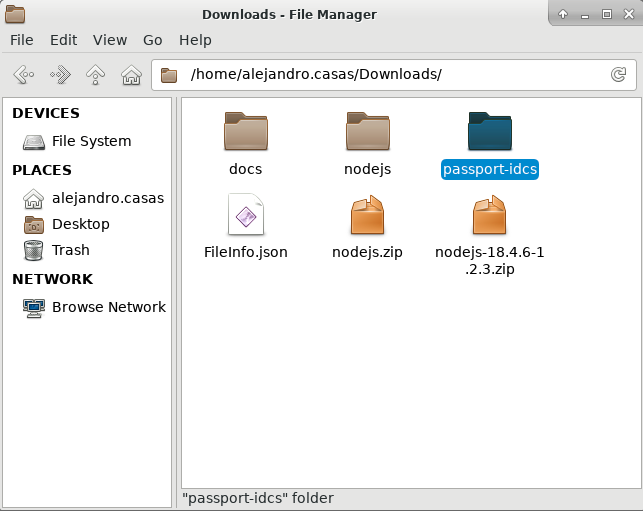 Downloads - File Manager
File Edit View Go Help
/home/alejandro.casas/Downloads/
DEVICES
File System
PLACES
alejandro.casas
Desktop
Trash
NETWORK
Browse Network
docs
nodejs
passport-idcs
FileInfo.json
nodejs.zip
nodejs-18.4.6-1
.2.3.zip
"passport-idcs" folder